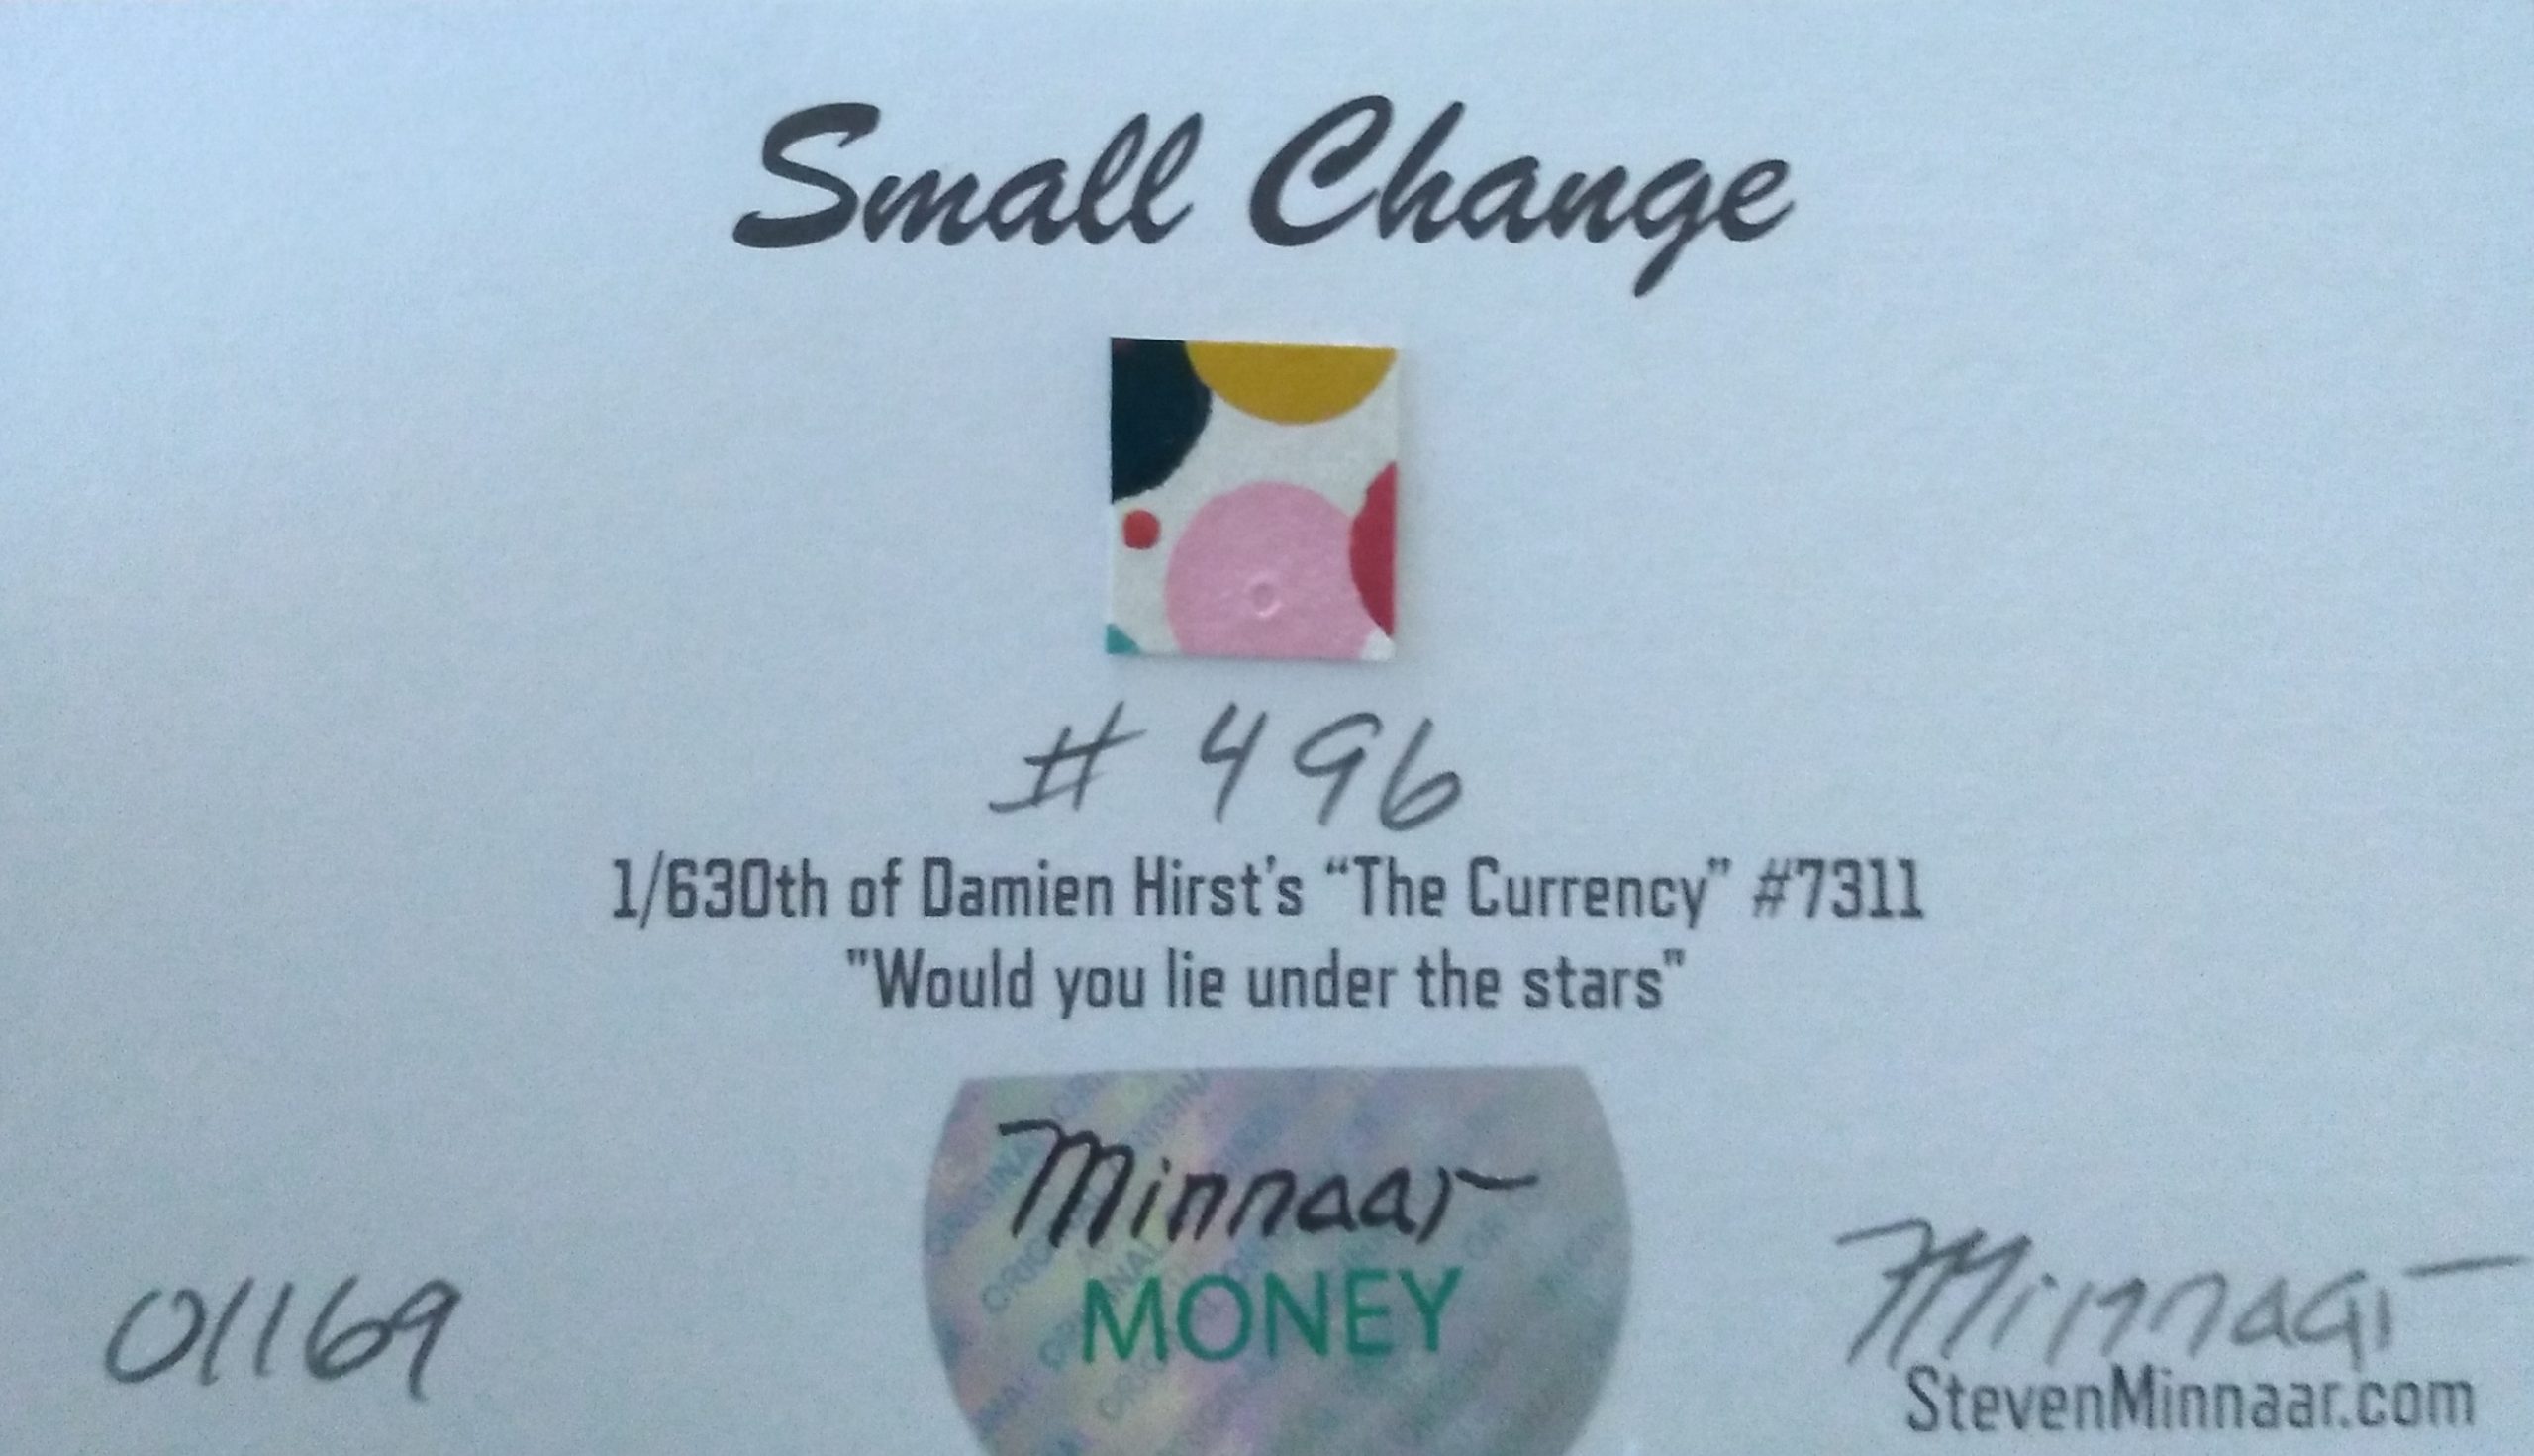 Small Change
# 496
1/630th of Damien Hirst's “The Currency” #7311
"Would you lie under the stars"
Minnaar
MONEY
01169
Minnaar
StevenMinnaar.com